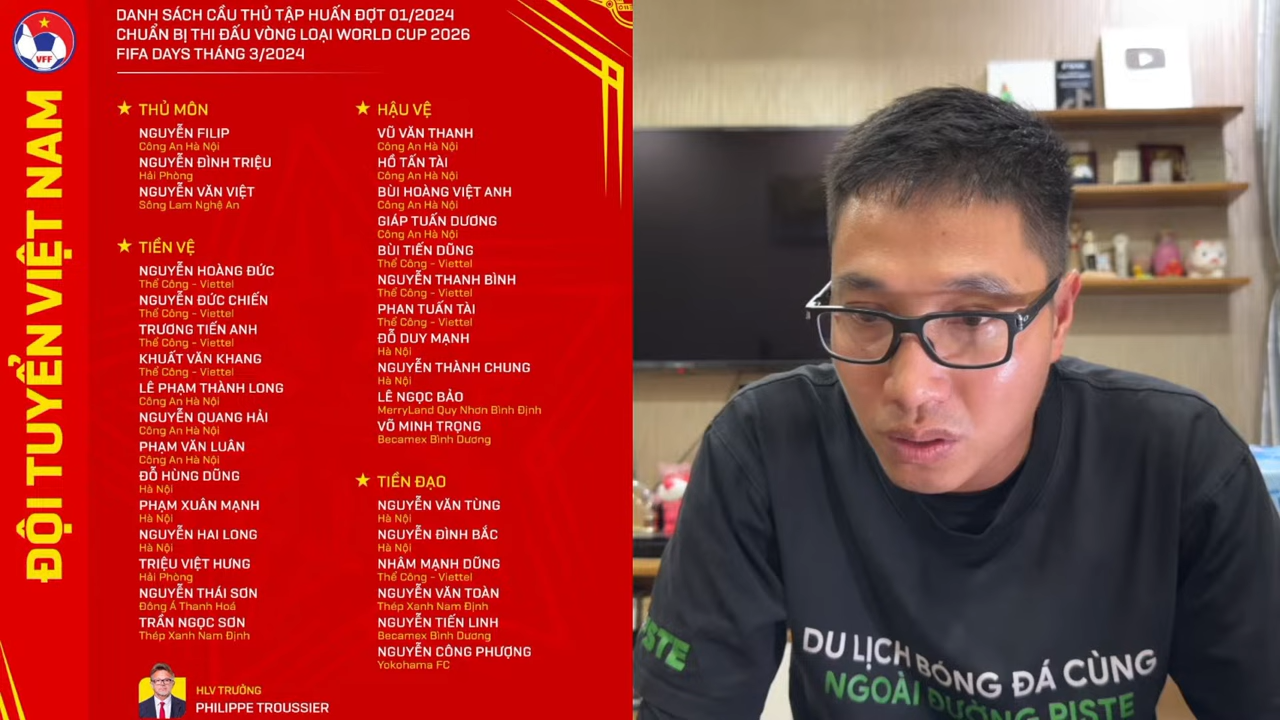 VFF
ĐỘI TUYỂN VIỆT NAM
DANH SÁCH CẦU THỦ TẬP HUẤN ĐỢT 01/2024
CHUẨN BỊ THI ĐẤU VÒNG LOẠI WORLD CUP 2026
FIFA DAYS THÁNG 3/2024
THỦ MÔN
NGUYỄN FILIP
Công An Hà Nội
NGUYỄN ĐÌNH TRIỆU
Hải Phòng
NGUYỄN VĂN VIỆT
Sông Lam Nghệ An
TIỀN VỆ
NGUYỄN HOÀNG ĐỨC
Thể Công - Viettel
NGUYỄN ĐỨC CHIẾN
Thể Công - Viettel
TRƯƠNG TIẾN ANH
Thể Công - Viettel
KHUẤT VĂN KHANG
Thể Công - Viettel
LÊ PHẠM THÀNH LONG
Công An Hà Nội
NGUYỄN QUANG HẢI
Công An Hà Nội
PHẠM VĂN LUÂN
Công An Hà Nội
ĐỖ HÙNG DŨNG
Hà Nội
PHẠM XUÂN MẠNH
Hà Nội
NGUYỄN HAI LONG
Hà Nội
TRIỆU VIỆT HƯNG
Hải Phòng
NGUYỄN THÁI SƠN
Đông Á Thanh Hoá
TRẦN NGỌC SƠN
Thép Xanh Nam Định
HẬU VỆ
VŨ VĂN THANH
Công An Hà Nội
HỒ TẤN TÀI
Công An Hà Nội
BÙI HOÀNG VIỆT ANH
Công An Hà Nội
GIÁP TUẤN DƯƠNG
Công An Hà Nội
BÙI TIẾN DŨNG
Thể Công - Viettel
NGUYỄN THANH BÌNH
Thể Công - Viettel
PHAN TUẤN TÀI
Thể Công - Viettel
ĐỖ DUY MẠNH
Hà Nội
NGUYỄN THÀNH CHUNG
Hà Nội
LÊ NGỌC BẢO
MerryLand Quy Nhơn Bình Định
VÕ MINH TRỌNG
Becamex Bình Dương
TIỀN ĐẠO
NGUYỄN VĂN TÙNG
Hà Nội
NGUYỄN ĐÌNH BẮC
Hà Nội
NHÂM MẠNH DŨNG
Thể Công - Viettel
NGUYỄN VĂN TOÀN
Thép Xanh Nam Định
NGUYỄN TIẾN LINH
Becamex Bình Dương
NGUYỄN CÔNG PHƯỢNG
Yokohama FC
HLV TRƯỞNG
PHILIPPE TROUSSIER
DU LỊCH BÓNG ĐÁ CÙNG
NGOÀI ĐƯỜNG PISTE